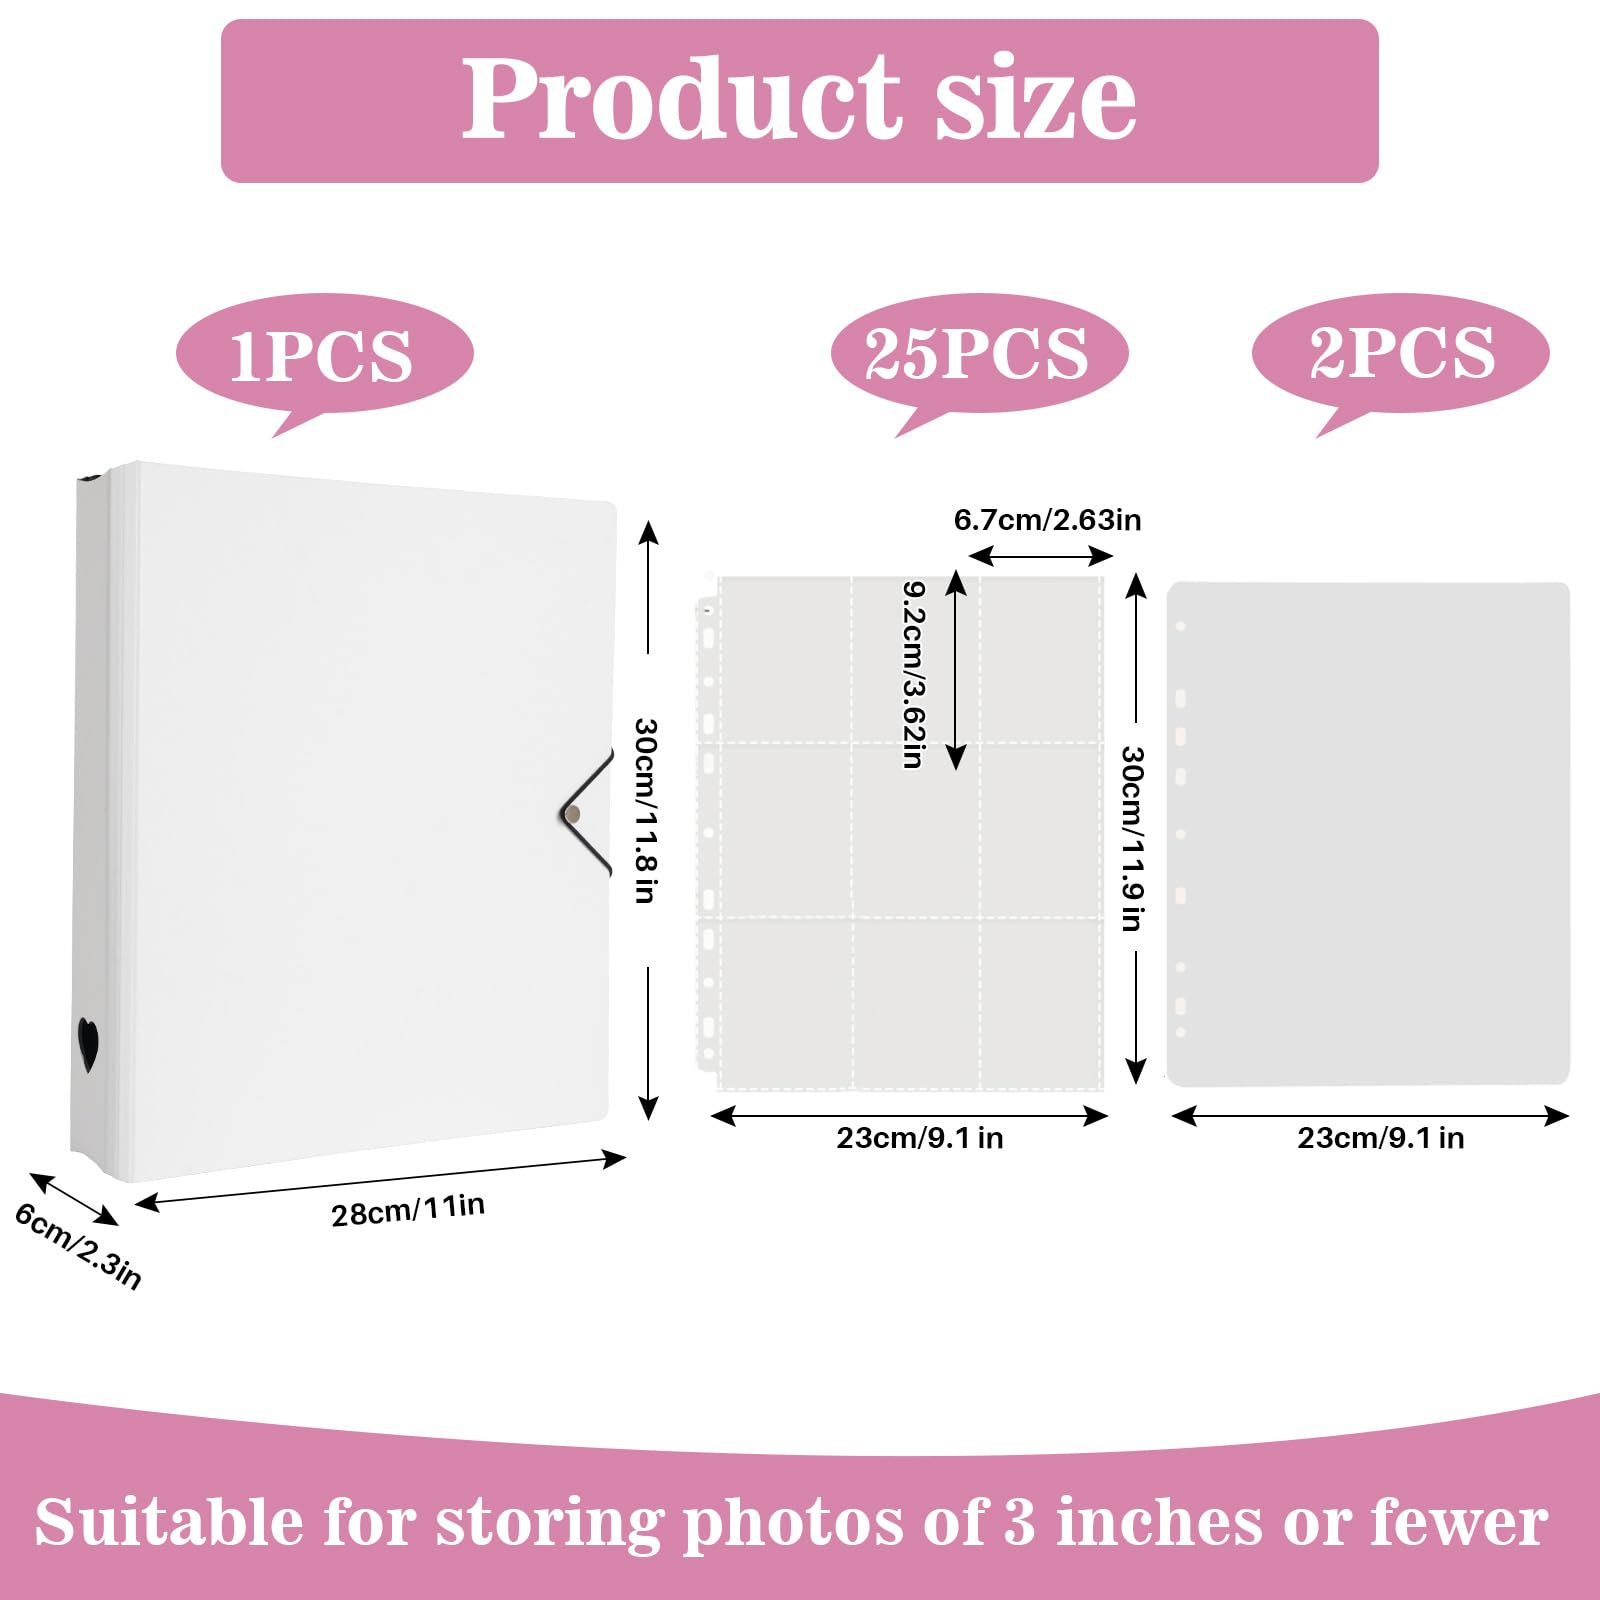 Product size
1PCS
25PCS
2PCS
6.7cm/2.63in
9.2cm/3.62in
30cm/11.8 in
30cm/11.9 in
23cm/9.1 in
23cm/9.1 in
28cm/11in
6cm/2.3in
Suitable for storing photos of 3 inches or fewer